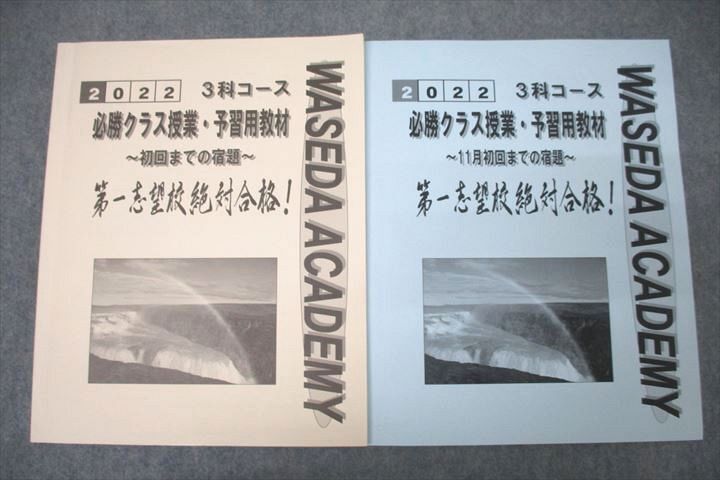 2022 3科コース
必勝クラス授業・予習用教材
～初回までの宿題～
第一志望校絶対合格！
WASEDA ACADEMY
2022 3科コース
必勝クラス授業・予習用教材
～11月初回までの宿題～
第一志望校絶対合格！
WASEDA ACADEMY